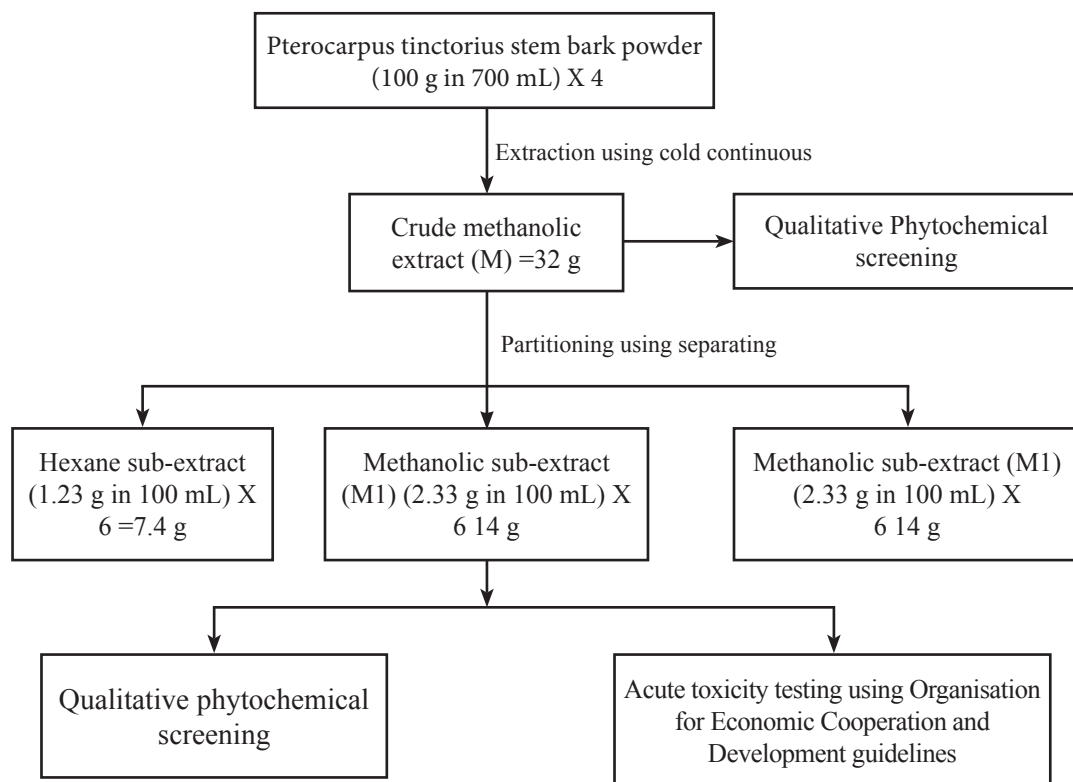 Pterocarpus tinctorius stem bark powder
(100 g in 700 mL) X 4
Extraction using cold continuous
Crude methanolic
extract (M) =32 g
Qualitative Phytochemical
screening
Partitioning using separating
Hexane sub-extract
(1.23 g in 100 mL) X
6 =7.4 g
Methanolic sub-extract
(M1) (2.33 g in 100 mL) X
6 14 g
Methanolic sub-extract (M1)
(2.33 g in 100 mL) X
6 14 g
Qualitative phytochemical
screening
Acute toxicity testing using Organisation
for Economic Cooperation and
Development guidelines